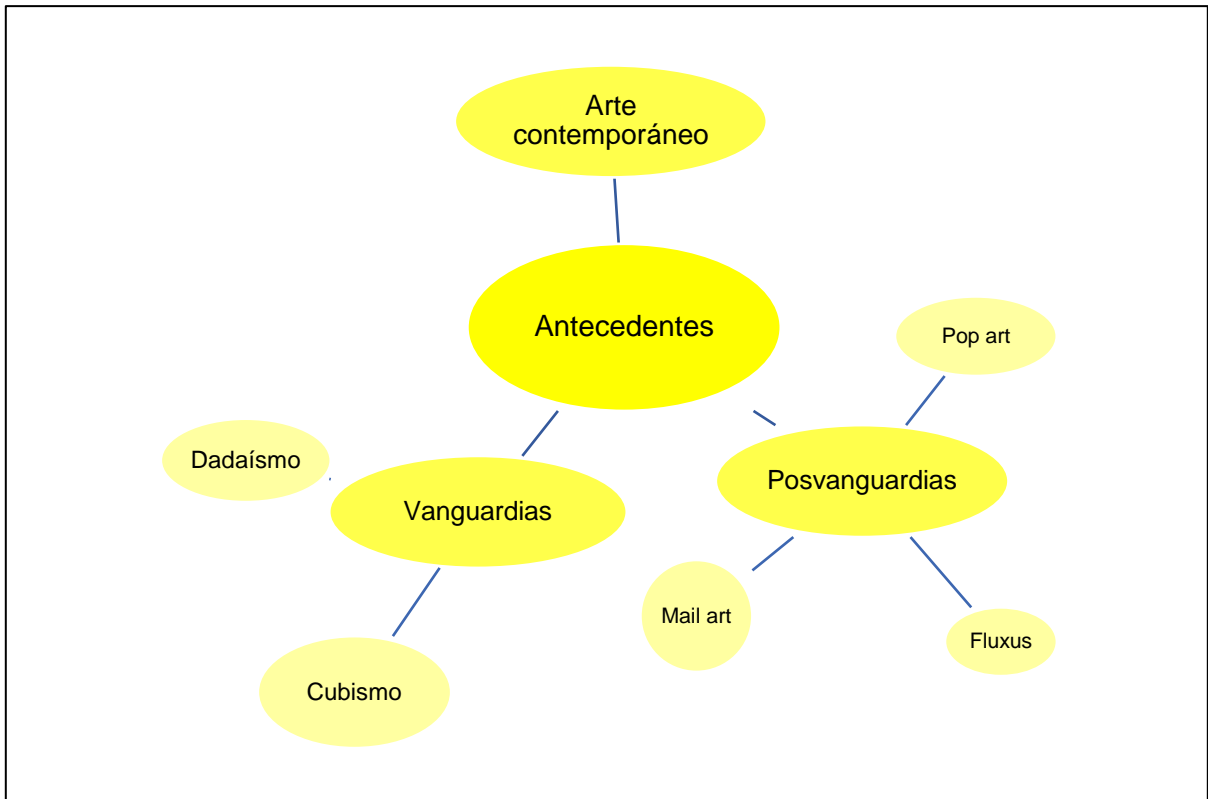 Arte
contemporáneo
Antecedentes
Pop art
Dadaísmo
Posvanguardias
Vanguardias
Mail art
Fluxus
Cubismo